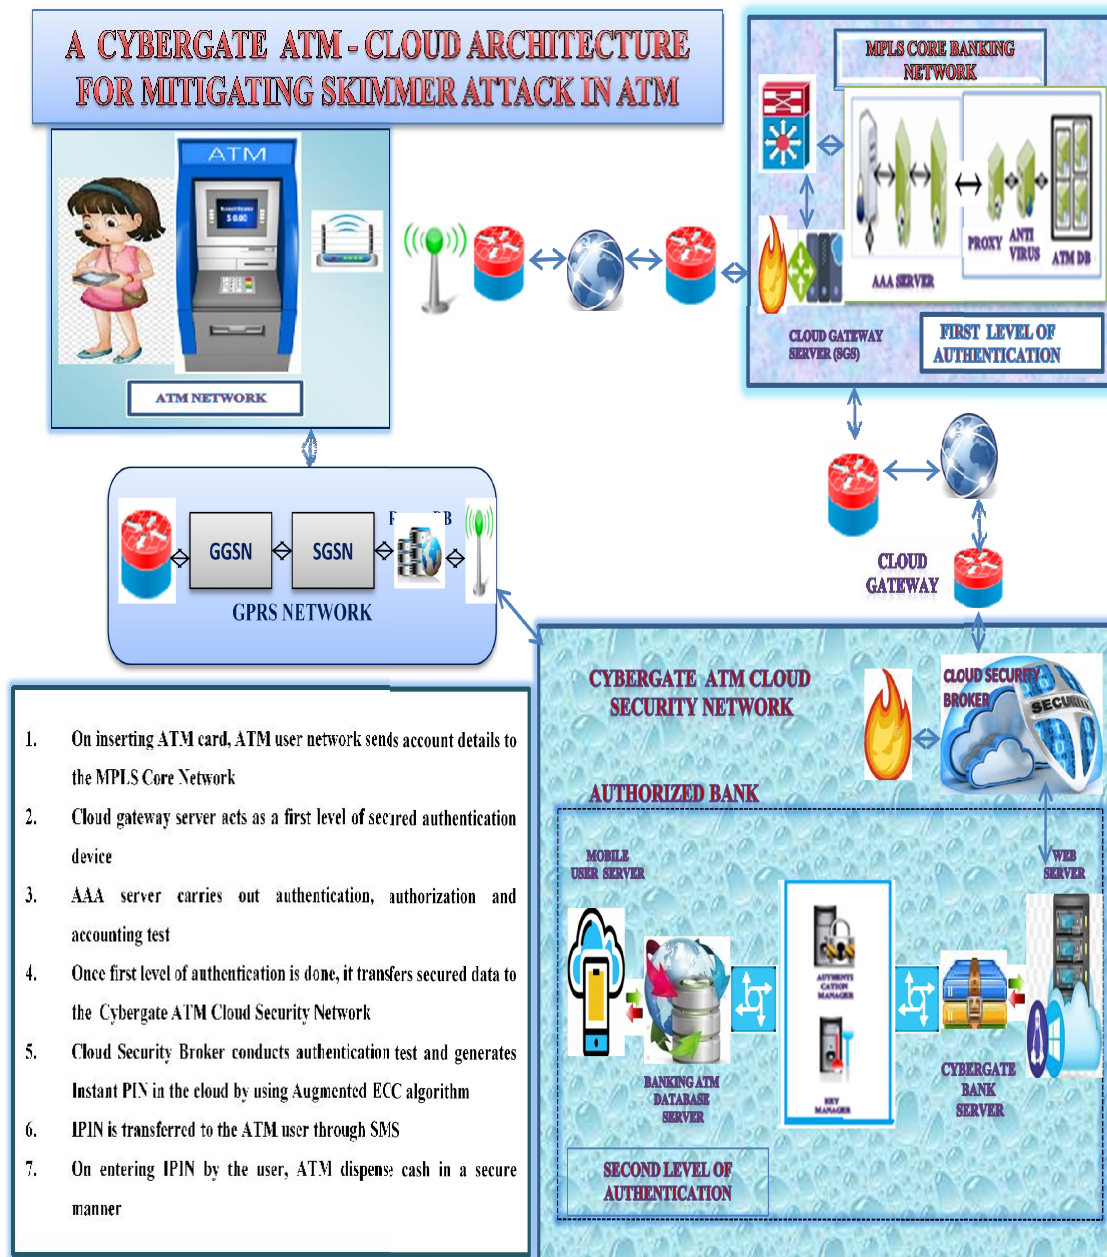 A CYBERGATE ATM - CLOUD ARCHITECTURE
FOR MITIGATING SKIMMER ATTACK IN ATM
ATM
$ 0.00
ATM NETWORK
MPLS CORE BANKING
NETWORK
PROXY
ANTI
VIRUS
ATM DB
AAA SERVER
CLOUD GATEWAY
SERVER (SGS)
FIRST LEVEL OF
AUTHENTICATION
CLOUD
GATEWAY
GGSN
SGSN
GPRS NETWORK
CYBERGATE ATM CLOUD
SECURITY NETWORK
CLOUD SECURITY
BROKER
SECURITY
AUTHORIZED BANK
MOBILE
USER SERVER
WEB
SERVER
AUTHENTI
CATION
MANAGER
KEY
MANAGER
BANKING ATM
DATABASE
SERVER
CYBERGATE
BANK
SERVER
SECOND LEVEL OF
AUTHENTICATION
1. On inserting ATM card, ATM user network sends account details to
the MPLS Core Network
2. Cloud gateway server acts as a first level of secured authentication
device
3. AAA server carries out authentication, authorization and
accounting test
4. Once first level of authentication is done, it transfers secured data to
the Cybergate ATM Cloud Security Network
5. Cloud Security Broker conducts authentication test and generates
Instant PIN in the cloud by using Augmented ECC algorithm
6. IPIN is transferred to the ATM user through SMS
7. On entering IPIN by the user, ATM dispense cash in a secure
manner